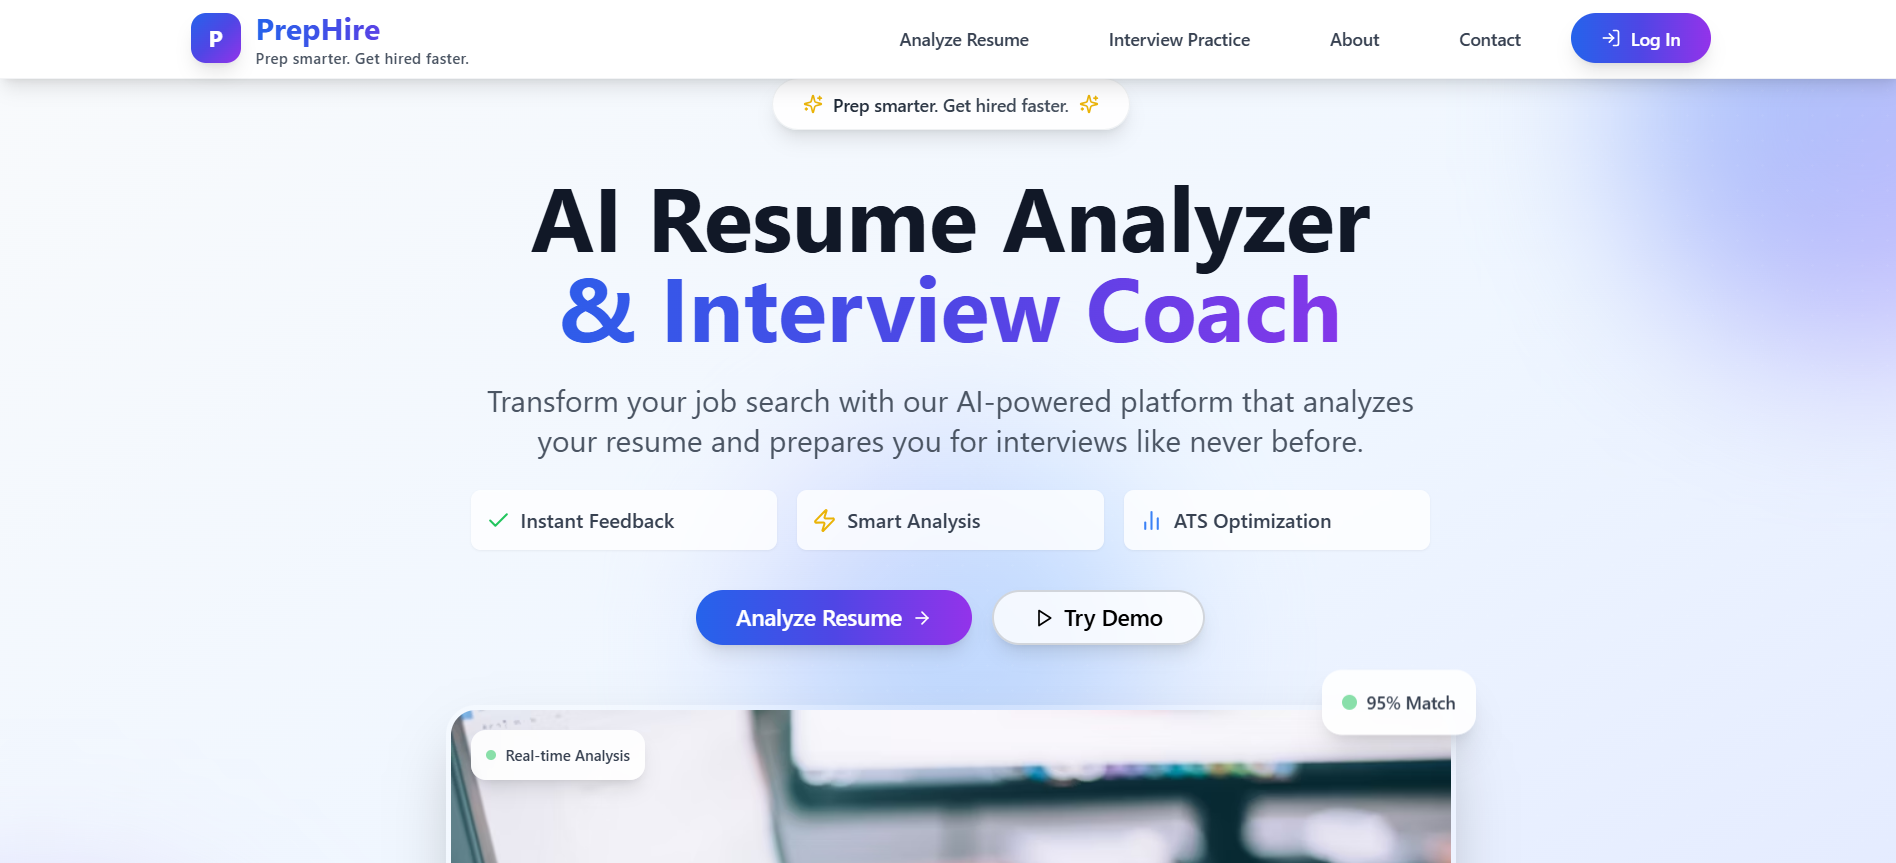 P
PrepHire
Prep smarter. Get hired faster.
Analyze Resume
Interview Practice
About
Contact
Log In
Prep smarter. Get hired faster.
AI Resume Analyzer
& Interview Coach
Transform your job search with our AI-powered platform that analyzes
your resume and prepares you for interviews like never before.
Instant Feedback
Smart Analysis
ATS Optimization
Analyze Resume
Try Demo
95% Match
Real-time Analysis